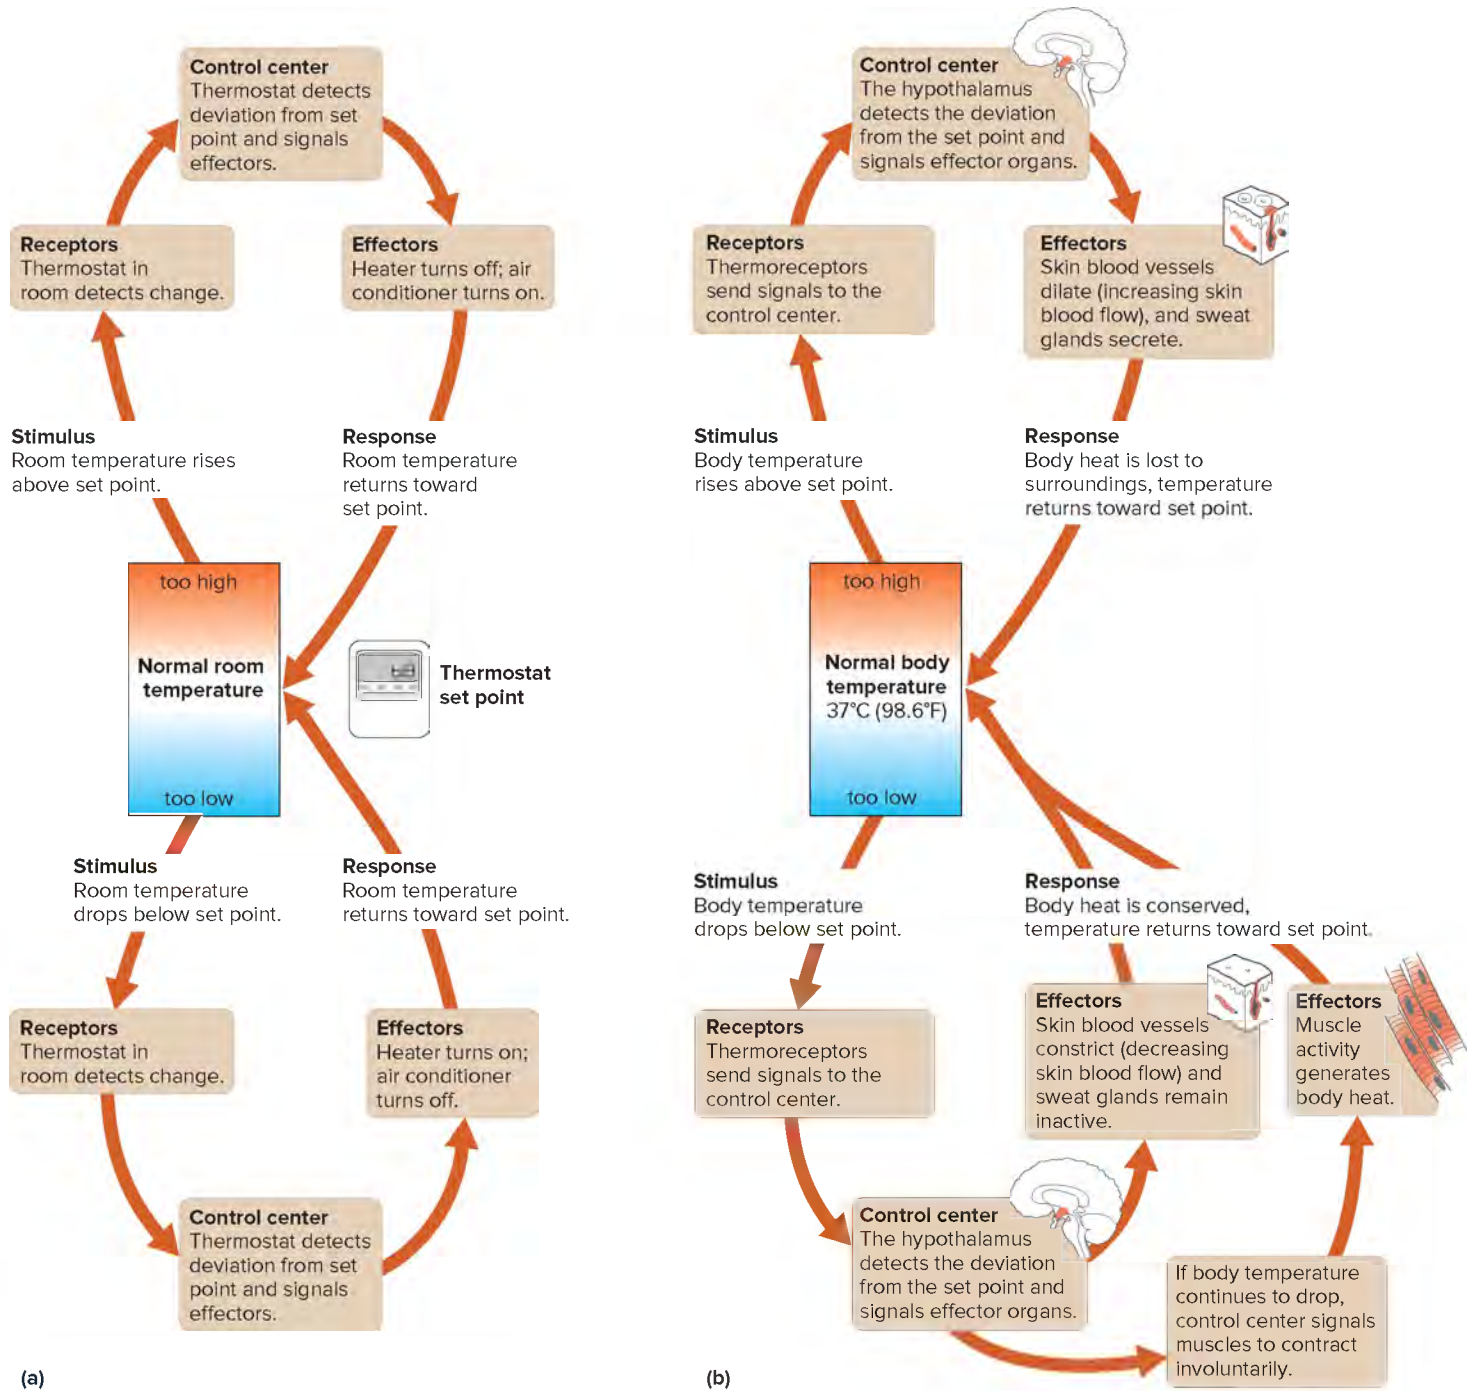 Control center
Thermostat detects
deviation from set
point and signals
effectors.
Receptors
Thermostat in
room detects change.
Effectors
Heater turns off; air
conditioner turns on.
Stimulus
Room temperature rises
above set point.
Response
Room temperature
returns toward
set point.
too high
Normal room
temperature
too low
Thermostat
set point
Stimulus
Room temperature
drops below set point.
Response
Room temperature
returns toward set point.
Receptors
Thermostat in
room detects change.
Effectors
Heater turns on;
air conditioner
turns off.
Control center
Thermostat detects
deviation from set
point and signals
effectors.
(a)
Control center
The hypothalamus
detects the deviation
from the set point and
signals effector organs.
Receptors
Thermoreceptors
send signals to the
control center.
Effectors
Skin blood vessels
dilate (increasing skin
blood flow), and sweat
glands secrete.
Stimulus
Body temperature
rises above set point.
Response
Body heat is lost to
surroundings, temperature
returns toward set point.
too high
Normal body
temperature
37°C (98.6°F)
too low
Stimulus
Body temperature
drops below set point.
Response
Body heat is conserved,
temperature returns toward set point.
Receptors
Thermoreceptors
send signals to the
control center.
Effectors
Skin blood vessels
constrict (decreasing
skin blood flow) and
sweat glands remain
inactive.
Effectors
Muscle
activity
generates
body heat.
Control center
The hypothalamus
detects the deviation
from the set point and
signals effector organs.
If body temperature
continues to drop,
control center signals
muscles to contract
involuntarily.
(b)